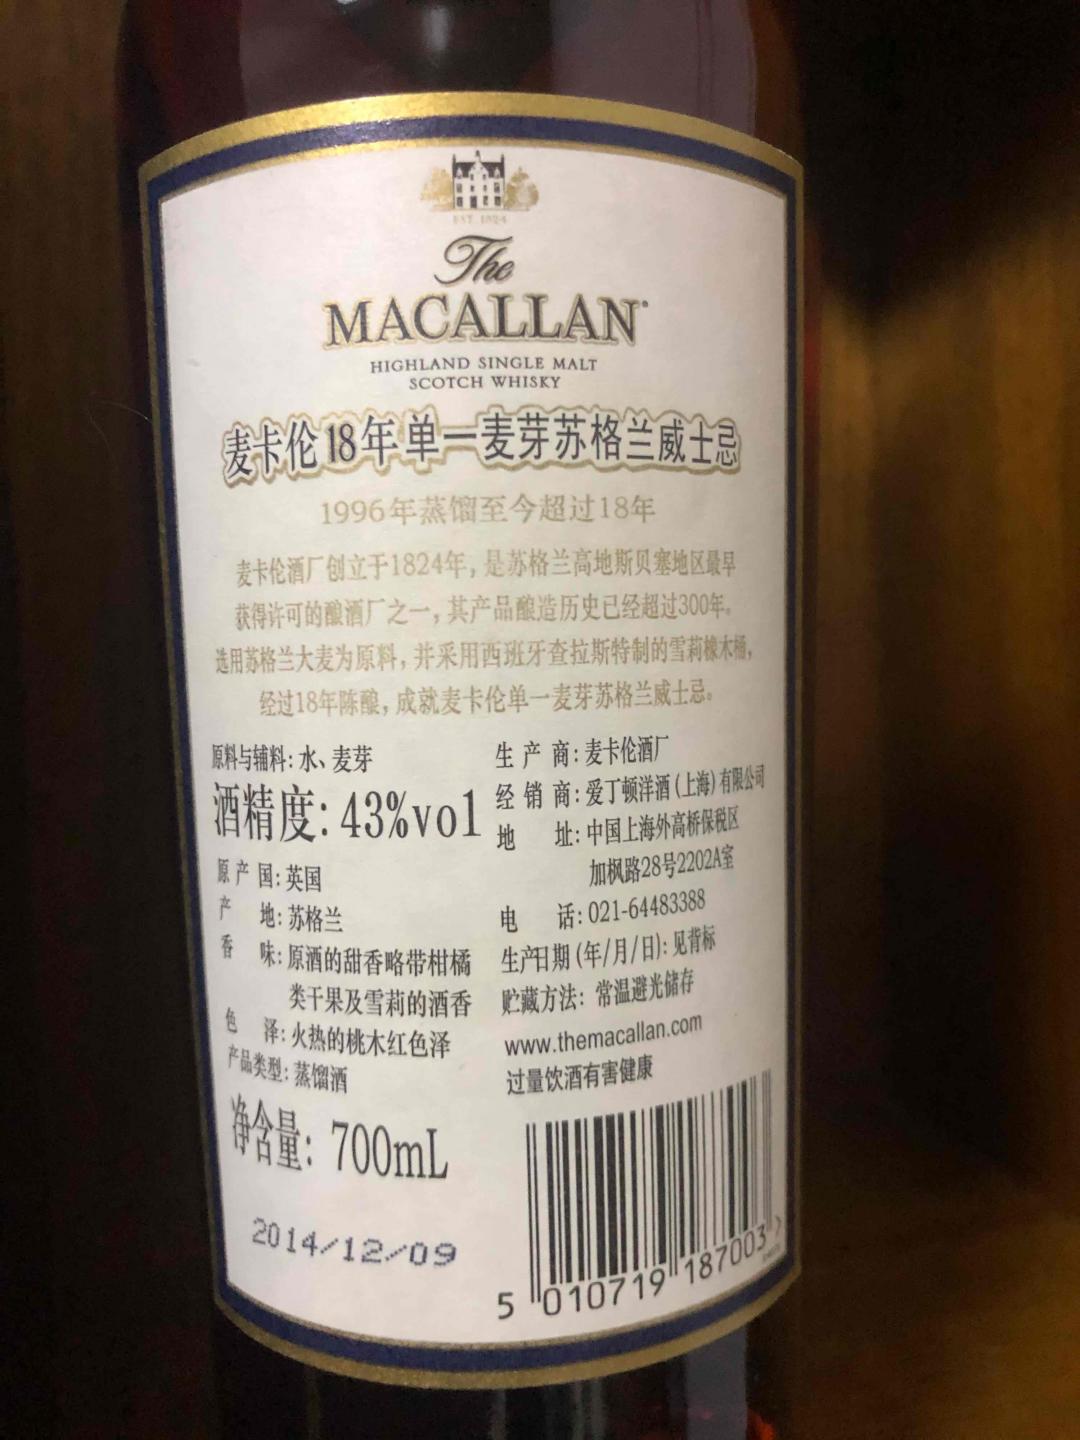 EST 1824
The
MACALLAN
HIGHLAND SINGLE MALT
SCOTCH WHISKY
麦卡伦18年单一麦芽苏格兰威士忌
1996年蒸馏至今超过18年
麦卡伦酒厂创立于1824年，是苏格兰高地斯贝塞地区最早
获得许可的酿酒厂之一，其产品酿造历史已经超过300年。
选用苏格兰大麦为原料，并采用西班牙查拉斯特制的雪莉橡木桶，
经过18年陈酿，成就麦卡伦单一麦芽苏格兰威士忌。
原料与辅料：水、麦芽
酒精度：43%vol
原产国：英国
产地：苏格兰
香味：原酒的甜香略带柑橘
类干果及雪莉的酒香
色泽：火热的桃木红色泽
产品类型：蒸馏酒
净含量：700mL
2014/12/09
生产商：麦卡伦酒厂
经销商：爱丁顿洋酒（上海）有限公司
地址：中国上海外高桥保税区
加枫路28号2202A室
电话：021-64483388
生产日期（年/月/日）：见背标
贮藏方法：常温避光储存
www.themacallan.com
过量饮酒有害健康
5 010719 187003 >